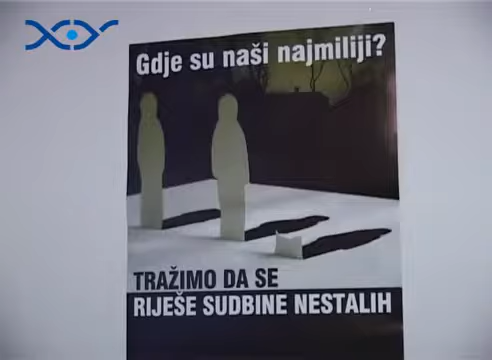 Gdje su naši najmiliji?
TRAŽIMO DA SE
RIJEŠE SUDBINE NESTALIH